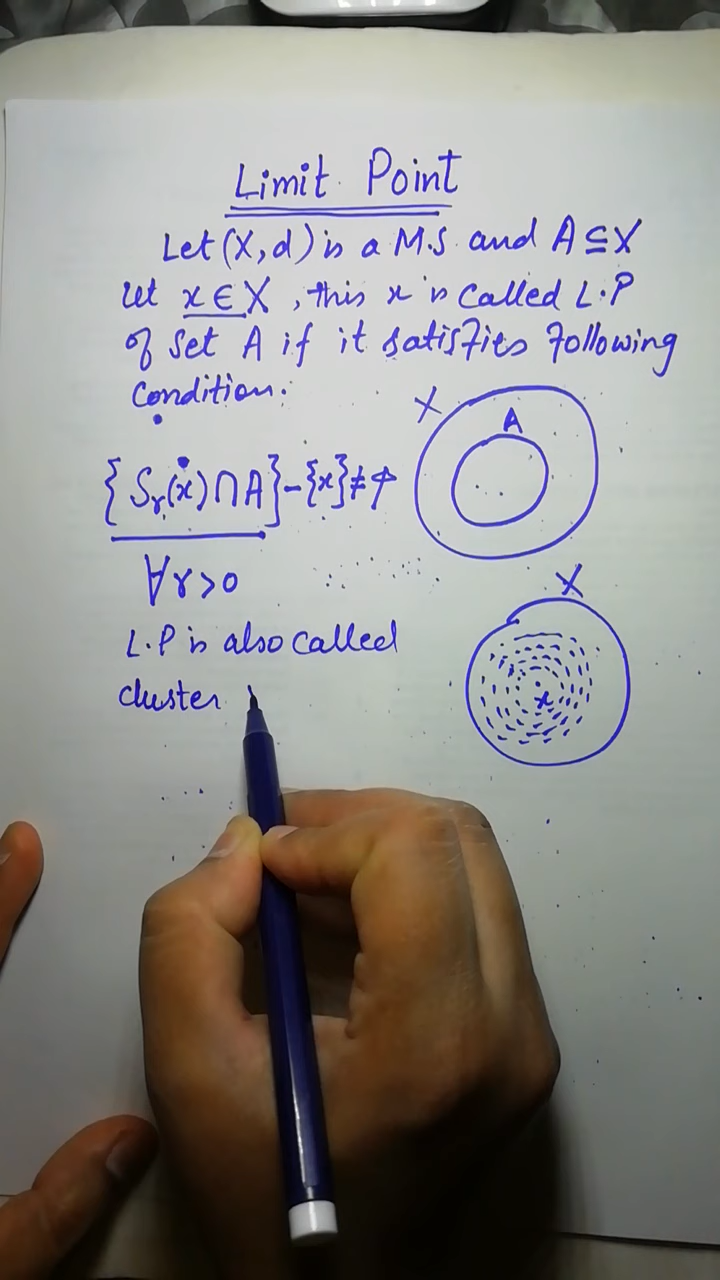 Limit Point
Let (X,d) is a M.S. and A ⊆ X
let x ∈ X, this x is called L.P
of set A if it satisfies following
Condition.
X
A
{Sᵣ(x) ∩ A} - {x} ≠ φ
∀ r > 0
X
L.P is also called
cluster
x